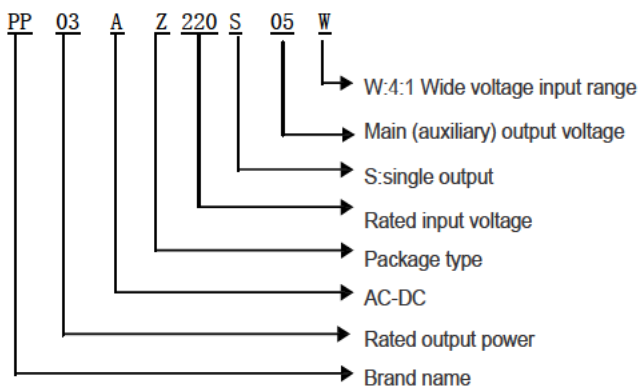 PP 03 A Z 220 S 05 W
W:4:1 Wide voltage input range
Main (auxiliary) output voltage
S:single output
Rated input voltage
Package type
AC-DC
Rated output power
Brand name